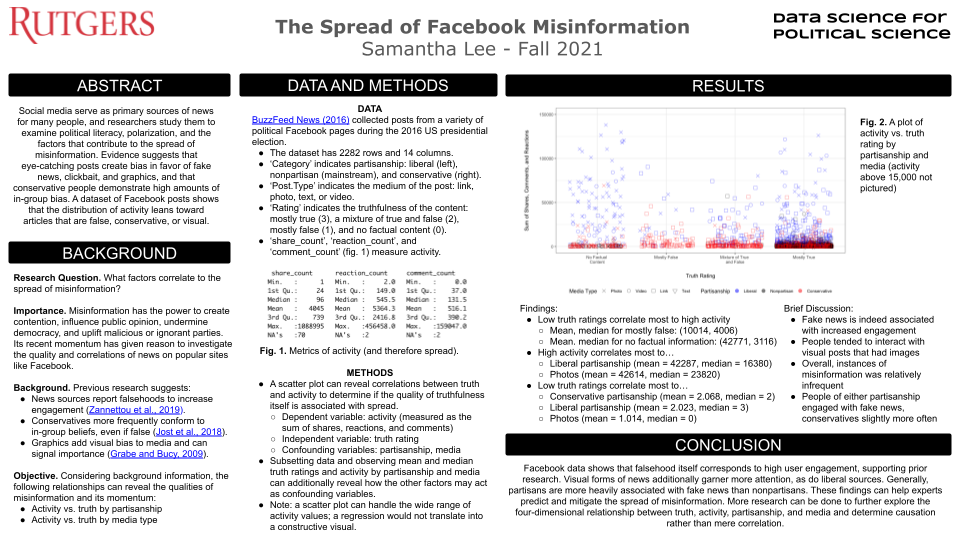 RUTGERS
The Spread of Facebook Misinformation
Samantha Lee - Fall 2021
DATA SCIENCE FOR
POLITICAL SCIENCE
ABSTRACT
Social media serve as primary sources of news
for many people, and researchers study them to
examine political literacy, polarization, and the
factors that contribute to the spread of
misinformation. Evidence suggests that
eye-catching posts create bias in favor of fake
news, clickbait, and graphics, and that
conservative people demonstrate high amounts of
in-group bias. A dataset of Facebook posts shows
that the distribution of activity leans toward
articles that are false, conservative, or visual.
BACKGROUND
Research Question. What factors correlate to the
spread of misinformation?
Importance. Misinformation has the power to create
contention, influence public opinion, undermine
democracy, and uplift malicious or ignorant parties.
Its recent momentum has given reason to investigate
the quality and correlations of news on popular sites
like Facebook.
Background. Previous research suggests:
● News sources report falsehoods to increase
engagement (Zannettou et al., 2019).
● Conservatives more frequently conform to
in-group beliefs, even if false (Jost et al., 2018).
● Graphics add visual bias to media and can
signal importance (Grabe and Bucy, 2009).
Objective. Considering background information, the
following relationships can reveal the qualities of
misinformation and its momentum:
● Activity vs. truth by partisanship
● Activity vs. truth by media type
DATA AND METHODS
DATA
BuzzFeed News (2016) collected posts from a variety of
political Facebook pages during the 2016 US presidential
election.
● The dataset has 2282 rows and 14 columns.
● 'Category' indicates partisanship: liberal (left),
nonpartisan (mainstream), and conservative (right).
● 'Post.Type' indicates the medium of the post: link,
photo, text, or video.
● 'Rating' indicates the truthfulness of the content:
mostly true (3), a mixture of true and false (2),
mostly false (1), and no factual content (0).
● 'share_count', 'reaction_count', and
'comment_count' (fig. 1) measure activity.
share_count reaction_count comment_count
Min. : 1 Min. : 2.0 Min. : 0.0
1st Qu.: 24 1st Qu.: 149.0 1st Qu.: 37.0
Median : 96 Median : 545.5 Median : 131.5
Mean : 4045 Mean : 5364.3 Mean : 516.1
3rd Qu.: 739 3rd Qu.: 2416.8 3rd Qu.: 390.2
Max. :1088995 Max. :456458.0 Max. :159047.0
NA's :70 NA's :2 NA's :2
Fig. 1. Metrics of activity (and therefore spread).
METHODS
● A scatter plot can reveal correlations between truth
and activity to determine if the quality of truthfulness
itself is associated with spread.
○ Dependent variable: activity (measured as the
sum of shares, reactions, and comments)
○ Independent variable: truth rating
○ Confounding variables: partisanship, media
● Subsetting data and observing mean and median
truth ratings and activity by partisanship and media
can additionally reveal how the other factors may act
as confounding variables.
● Note: a scatter plot can handle the wide range of
activity values; a regression would not translate into
a constructive visual.
RESULTS
Sum of Shares, Comments, and Reactions
150000
100000
50000
0
No Factual
Content
Mostly False
Mixture of True
and False
Mostly True
Truth Rating
Media Type Photo Video Link Text Partisanship Liberal Nonpartisan Conservative
Fig. 2. A plot of
activity vs. truth
rating by
partisanship and
media (activity
above 15,000 not
pictured)
Findings:
● Low truth ratings correlate most to high activity
○ Mean, median for mostly false: (10014, 4006)
○ Mean. median for no factual information: (42771, 3116)
● High activity correlates most to…
○ Liberal partisanship (mean = 42287, median = 16380)
○ Photos (mean = 42614, median = 23820)
● Low truth ratings correlate most to…
○ Conservative partisanship (mean = 2.068, median = 2)
○ Liberal partisanship (mean = 2.023, median = 3)
○ Photos (mean = 1.014, median = 0)
Brief Discussion:
● Fake news is indeed associated
with increased engagement
● People tended to interact with
visual posts that had images
● Overall, instances of
misinformation was relatively
infrequent
● People of either partisanship
engaged with fake news,
conservatives slightly more often
CONCLUSION
Facebook data shows that falsehood itself corresponds to high user engagement, supporting prior
research. Visual forms of news additionally garner more attention, as do liberal sources. Generally,
partisans are more heavily associated with fake news than nonpartisans. These findings can help experts
predict and mitigate the spread of misinformation. More research can be done to further explore the
four-dimensional relationship between truth, activity, partisanship, and media and determine causation
rather than mere correlation.